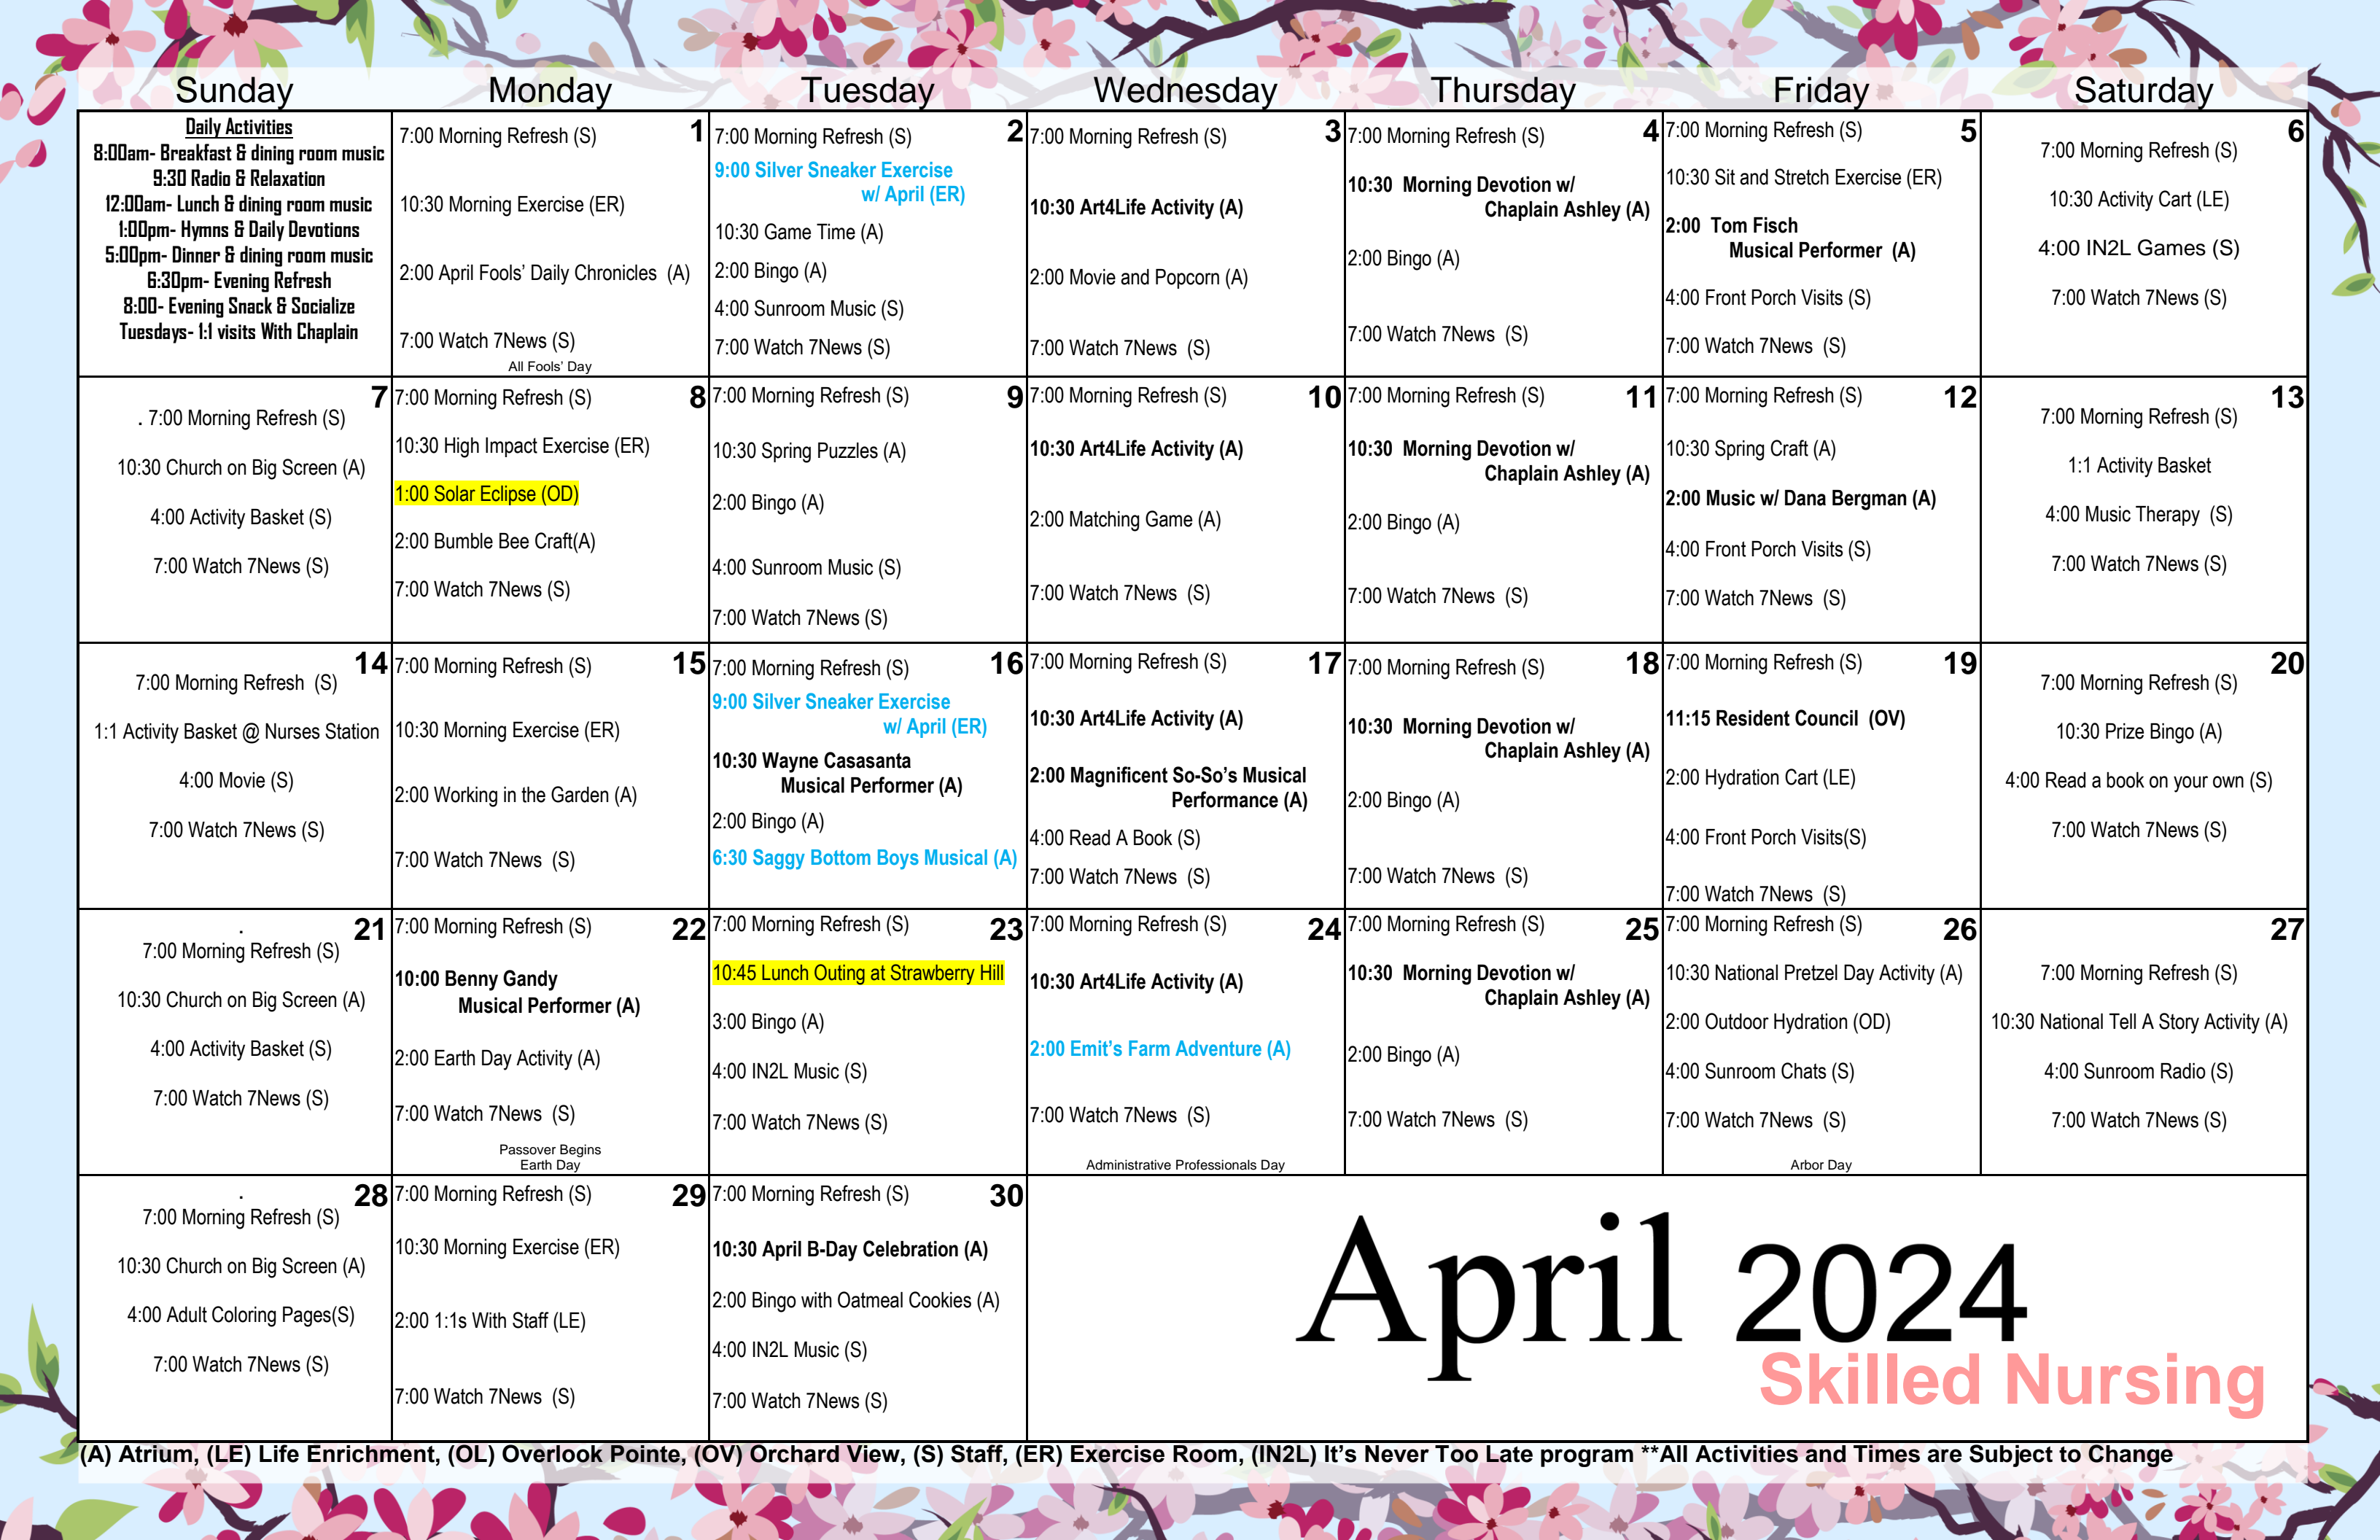 Sunday Monday Tuesday Wednesday Thursday Friday Saturday
Daily Activities
8:00am- Breakfast & dining room music
9:30 Radio & Relaxation
12:00am- Lunch & dining room music
1:00pm- Hymns & Daily Devotions
5:00pm- Dinner & dining room music
6:30pm- Evening Refresh
8:00- Evening Snack & Socialize
Tuesdays- 1:1 visits With Chaplain
1
7:00 Morning Refresh (S)
10:30 Morning Exercise (ER)
2:00 April Fools’ Daily Chronicles (A)
7:00 Watch 7News (S)
All Fools’ Day
2
7:00 Morning Refresh (S)
9:00 Silver Sneaker Exercise
w/ April (ER)
10:30 Game Time (A)
2:00 Bingo (A)
4:00 Sunroom Music (S)
7:00 Watch 7News (S)
3
7:00 Morning Refresh (S)
10:30 Art4Life Activity (A)
2:00 Movie and Popcorn (A)
7:00 Watch 7News (S)
4
7:00 Morning Refresh (S)
10:30 Morning Devotion w/
Chaplain Ashley (A)
2:00 Bingo (A)
7:00 Watch 7News (S)
5
7:00 Morning Refresh (S)
10:30 Sit and Stretch Exercise (ER)
2:00 Tom Fisch
Musical Performer (A)
4:00 Front Porch Visits (S)
7:00 Watch 7News (S)
6
7:00 Morning Refresh (S)
10:30 Activity Cart (LE)
4:00 IN2L Games (S)
7:00 Watch 7News (S)
7
. 7:00 Morning Refresh (S)
10:30 Church on Big Screen (A)
4:00 Activity Basket (S)
7:00 Watch 7News (S)
8
7:00 Morning Refresh (S)
10:30 High Impact Exercise (ER)
1:00 Solar Eclipse (OD)
2:00 Bumble Bee Craft(A)
7:00 Watch 7News (S)
9
7:00 Morning Refresh (S)
10:30 Spring Puzzles (A)
2:00 Bingo (A)
4:00 Sunroom Music (S)
7:00 Watch 7News (S)
10
7:00 Morning Refresh (S)
10:30 Art4Life Activity (A)
2:00 Matching Game (A)
7:00 Watch 7News (S)
11
7:00 Morning Refresh (S)
10:30 Morning Devotion w/
Chaplain Ashley (A)
2:00 Bingo (A)
7:00 Watch 7News (S)
12
7:00 Morning Refresh (S)
10:30 Spring Craft (A)
2:00 Music w/ Dana Bergman (A)
4:00 Front Porch Visits (S)
7:00 Watch 7News (S)
13
7:00 Morning Refresh (S)
1:1 Activity Basket
4:00 Music Therapy (S)
7:00 Watch 7News (S)
14
7:00 Morning Refresh (S)
1:1 Activity Basket @ Nurses Station
4:00 Movie (S)
7:00 Watch 7News (S)
15
7:00 Morning Refresh (S)
10:30 Morning Exercise (ER)
2:00 Working in the Garden (A)
7:00 Watch 7News (S)
16
7:00 Morning Refresh (S)
9:00 Silver Sneaker Exercise
w/ April (ER)
10:30 Wayne Casasanta
Musical Performer (A)
2:00 Bingo (A)
6:30 Saggy Bottom Boys Musical (A)
17
7:00 Morning Refresh (S)
10:30 Art4Life Activity (A)
2:00 Magnificent So-So’s Musical
Performance (A)
4:00 Read A Book (S)
7:00 Watch 7News (S)
18
7:00 Morning Refresh (S)
10:30 Morning Devotion w/
Chaplain Ashley (A)
2:00 Bingo (A)
7:00 Watch 7News (S)
19
7:00 Morning Refresh (S)
11:15 Resident Council (OV)
2:00 Hydration Cart (LE)
4:00 Front Porch Visits(S)
7:00 Watch 7News (S)
20
7:00 Morning Refresh (S)
10:30 Prize Bingo (A)
4:00 Read a book on your own (S)
7:00 Watch 7News (S)
21
.
7:00 Morning Refresh (S)
10:30 Church on Big Screen (A)
4:00 Activity Basket (S)
7:00 Watch 7News (S)
22
7:00 Morning Refresh (S)
10:00 Benny Gandy
Musical Performer (A)
2:00 Earth Day Activity (A)
7:00 Watch 7News (S)
Passover Begins
Earth Day
23
7:00 Morning Refresh (S)
10:45 Lunch Outing at Strawberry Hill
3:00 Bingo (A)
4:00 IN2L Music (S)
7:00 Watch 7News (S)
24
7:00 Morning Refresh (S)
10:30 Art4Life Activity (A)
2:00 Emit’s Farm Adventure (A)
7:00 Watch 7News (S)
Administrative Professionals Day
25
7:00 Morning Refresh (S)
10:30 Morning Devotion w/
Chaplain Ashley (A)
2:00 Bingo (A)
7:00 Watch 7News (S)
26
7:00 Morning Refresh (S)
10:30 National Pretzel Day Activity (A)
2:00 Outdoor Hydration (OD)
4:00 Sunroom Chats (S)
7:00 Watch 7News (S)
Arbor Day
27
7:00 Morning Refresh (S)
10:30 National Tell A Story Activity (A)
4:00 Sunroom Radio (S)
7:00 Watch 7News (S)
28
.
7:00 Morning Refresh (S)
10:30 Church on Big Screen (A)
4:00 Adult Coloring Pages(S)
7:00 Watch 7News (S)
29
7:00 Morning Refresh (S)
10:30 Morning Exercise (ER)
2:00 1:1s With Staff (LE)
7:00 Watch 7News (S)
30
7:00 Morning Refresh (S)
10:30 April B-Day Celebration (A)
2:00 Bingo with Oatmeal Cookies (A)
4:00 IN2L Music (S)
7:00 Watch 7News (S)
April 2024
Skilled Nursing
(A) Atrium, (LE) Life Enrichment, (OL) Overlook Pointe, (OV) Orchard View, (S) Staff, (ER) Exercise Room, (IN2L) It’s Never Too Late program **All Activities and Times are Subject to Change